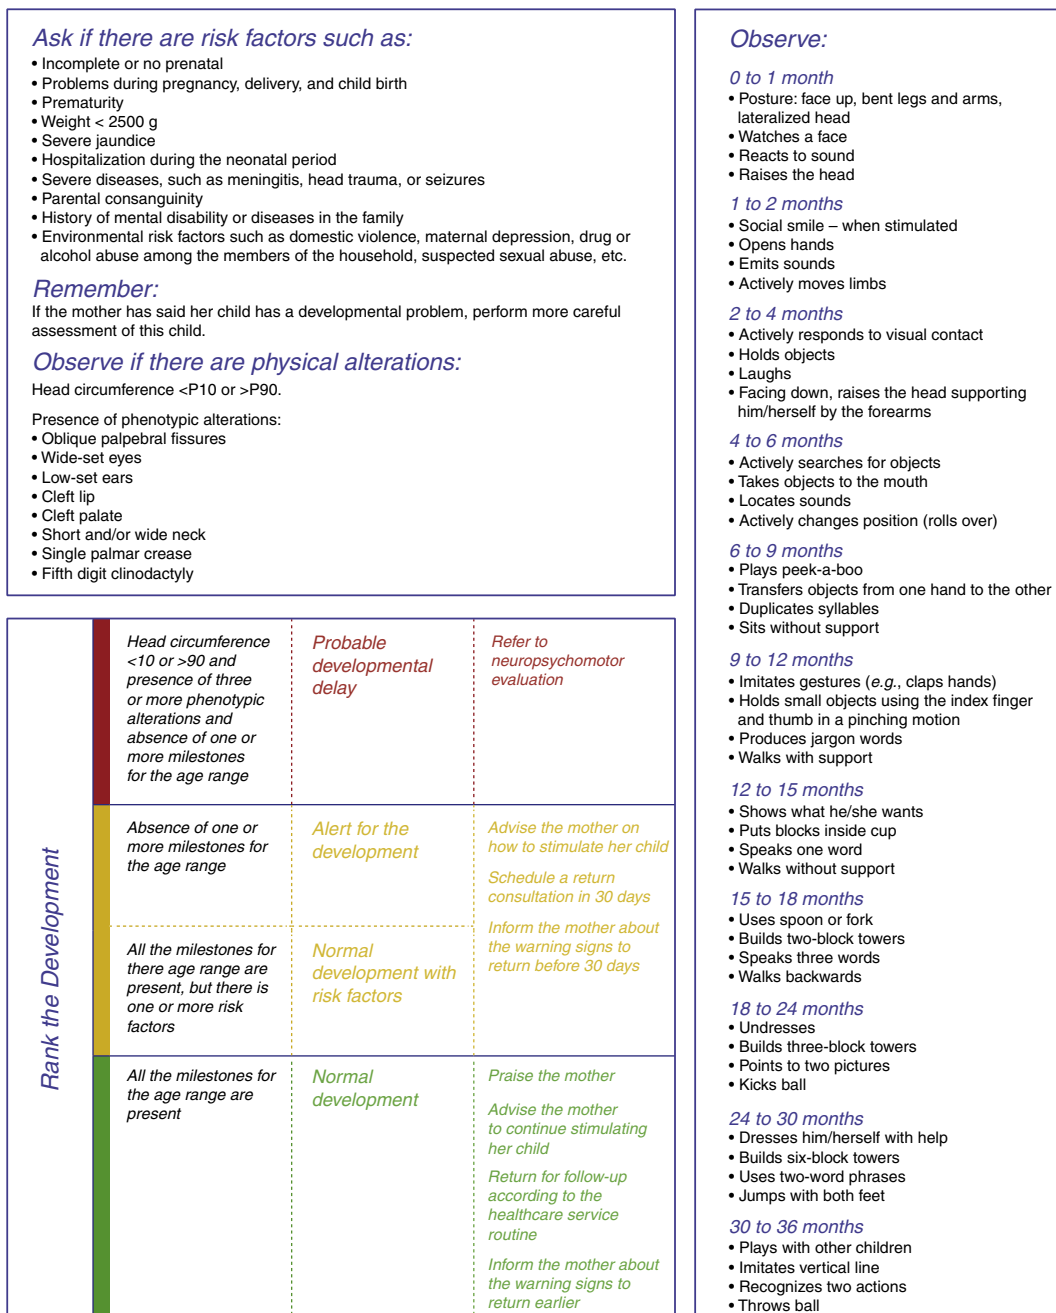 Ask if there are risk factors such as:
• Incomplete or no prenatal
• Problems during pregnancy, delivery, and child birth
• Prematurity
• Weight < 2500 g
• Severe jaundice
• Hospitalization during the neonatal period
• Severe diseases, such as meningitis, head trauma, or seizures
• Parental consanguinity
• History of mental disability or diseases in the family
• Environmental risk factors such as domestic violence, maternal depression, drug or
alcohol abuse among the members of the household, suspected sexual abuse, etc.
Remember:
If the mother has said her child has a developmental problem, perform more careful
assessment of this child.
Observe if there are physical alterations:
Head circumference <P10 or >P90.
Presence of phenotypic alterations:
• Oblique palpebral fissures
• Wide-set eyes
• Low-set ears
• Cleft lip
• Cleft palate
• Short and/or wide neck
• Single palmar crease
• Fifth digit clinodactyly
Rank the Development
Head circumference
<10 or >90 and
presence of three
or more phenotypic
alterations and
absence of one or
more milestones
for the age range
Probable
developmental
delay
Refer to
neuropsychomotor
evaluation
Absence of one or
more milestones for
the age range
Alert for the
development
Advise the mother on
how to stimulate her child
Schedule a return
consultation in 30 days
Inform the mother about
the warning signs to
return before 30 days
All the milestones for
there age range are
present, but there is
one or more risk
factors
Normal
development with
risk factors
All the milestones for
the age range are
present
Normal
development
Praise the mother
Advise the mother
to continue stimulating
her child
Return for follow-up
according to the
healthcare service
routine
Inform the mother about
the warning signs to
return earlier
Observe:
0 to 1 month
• Posture: face up, bent legs and arms,
lateralized head
• Watches a face
• Reacts to sound
• Raises the head
1 to 2 months
• Social smile – when stimulated
• Opens hands
• Emits sounds
• Actively moves limbs
2 to 4 months
• Actively responds to visual contact
• Holds objects
• Laughs
• Facing down, raises the head supporting
him/herself by the forearms
4 to 6 months
• Actively searches for objects
• Takes objects to the mouth
• Locates sounds
• Actively changes position (rolls over)
6 to 9 months
• Plays peek-a-boo
• Transfers objects from one hand to the other
• Duplicates syllables
• Sits without support
9 to 12 months
• Imitates gestures (e.g., claps hands)
• Holds small objects using the index finger
and thumb in a pinching motion
• Produces jargon words
• Walks with support
12 to 15 months
• Shows what he/she wants
• Puts blocks inside cup
• Speaks one word
• Walks without support
15 to 18 months
• Uses spoon or fork
• Builds two-block towers
• Speaks three words
• Walks backwards
18 to 24 months
• Undresses
• Builds three-block towers
• Points to two pictures
• Kicks ball
24 to 30 months
• Dresses him/herself with help
• Builds six-block towers
• Uses two-word phrases
• Jumps with both feet
30 to 36 months
• Plays with other children
• Imitates vertical line
• Recognizes two actions
• Throws ball